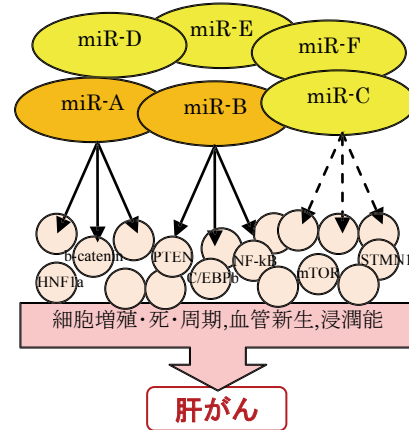 miR-E
miR-D
miR-F
miR-A
miR-B
miR-C
b-catenin
PTEN
NF-kB
STMN1
HNF1a
C/EBPb
mTOR
細胞増殖・死・周期,血管新生,浸潤能
肝がん